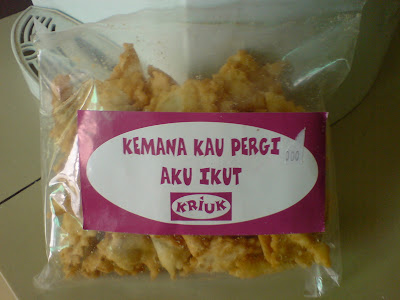 KEMANA KAU PERGI
AKU IKUT
KRIUK